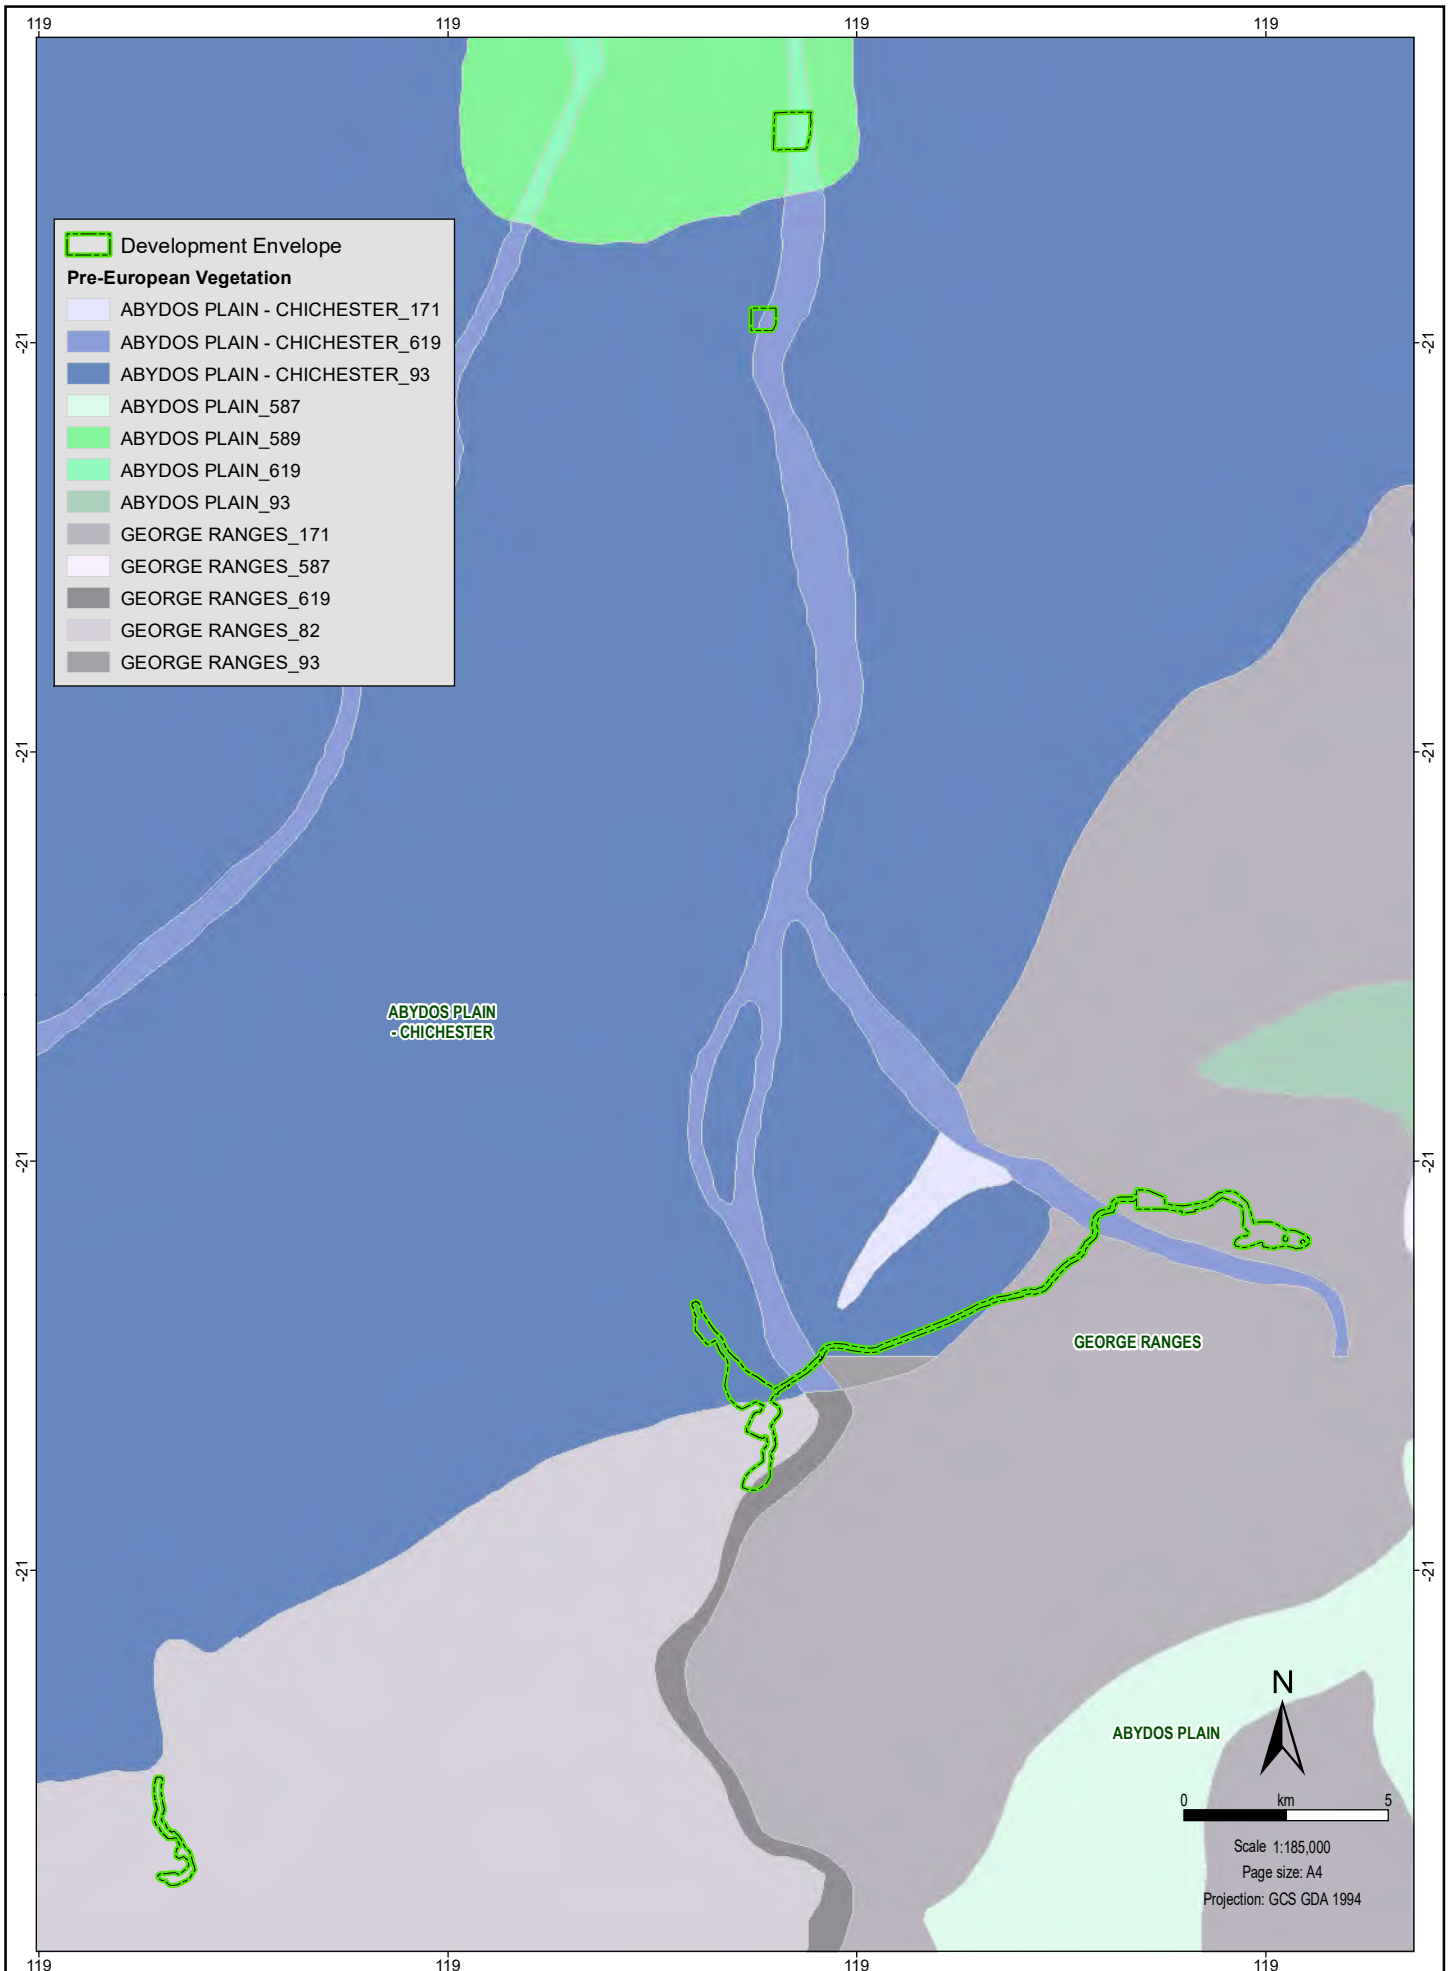 119 119 119 119
Development Envelope
Pre-European Vegetation
ABYDOS PLAIN - CHICHESTER_171
ABYDOS PLAIN - CHICHESTER_619
ABYDOS PLAIN - CHICHESTER_93
ABYDOS PLAIN_587
ABYDOS PLAIN_589
ABYDOS PLAIN_619
ABYDOS PLAIN_93
GEORGE RANGES_171
GEORGE RANGES_587
GEORGE RANGES_619
GEORGE RANGES_82
GEORGE RANGES_93
-21 -21
-21 -21
ABYDOS PLAIN
- CHICHESTER
-21 -21
GEORGE RANGES
-21 -21
N
ABYDOS PLAIN
0 km 5
Scale 1:185,000
Page size: A4
Projection: GCS GDA 1994
119 119 119 119